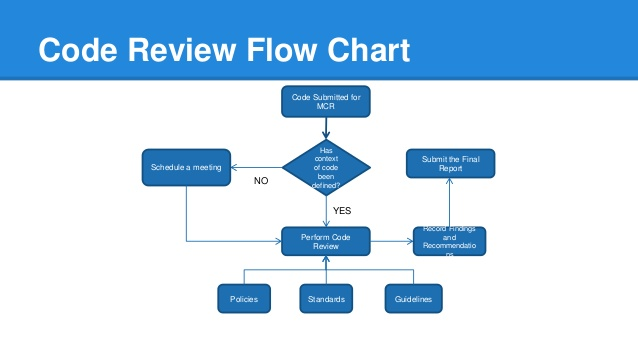 Code Review Flow Chart
Code Submitted for
MCR
Has
context
of code
been
defined?
Schedule a meeting
NO
Submit the Final
Report
YES
Perform Code
Review
Record Findings
and
Recommendatio
ns
Policies
Standards
Guidelines